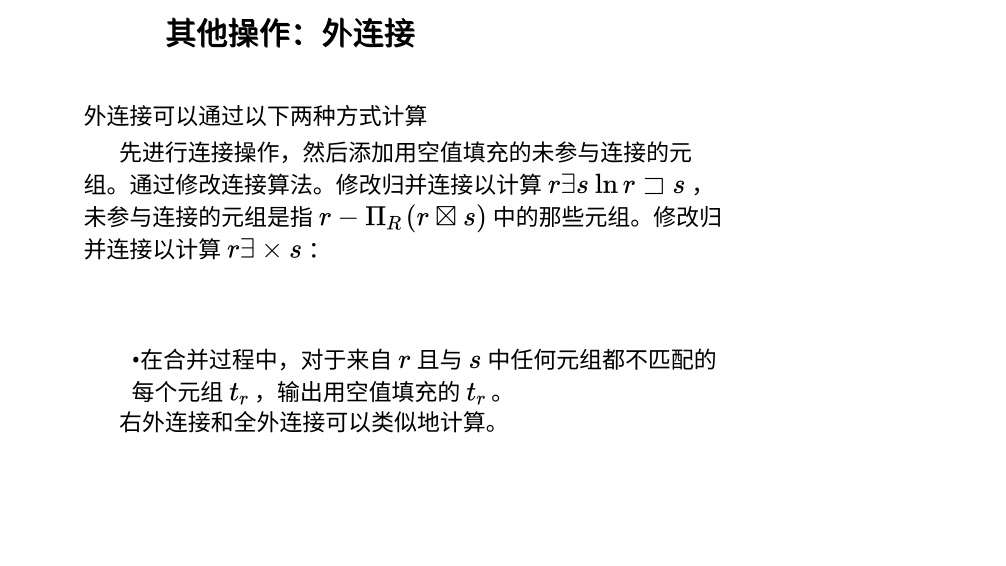 其他操作：外连接
外连接可以通过以下两种方式计算
先进行连接操作，然后添加用空值填充的未参与连接的元
组。通过修改连接算法。修改归并连接以计算 r∃s ln r ⊐ s，
未参与连接的元组是指 r − Π_R (r ⊠ s) 中的那些元组。修改归
并连接以计算 r∃ × s：
•在合并过程中，对于来自 r 且与 s 中任何元组都不匹配的
每个元组 t_r，输出用空值填充的 t_r。
右外连接和全外连接可以类似地计算。